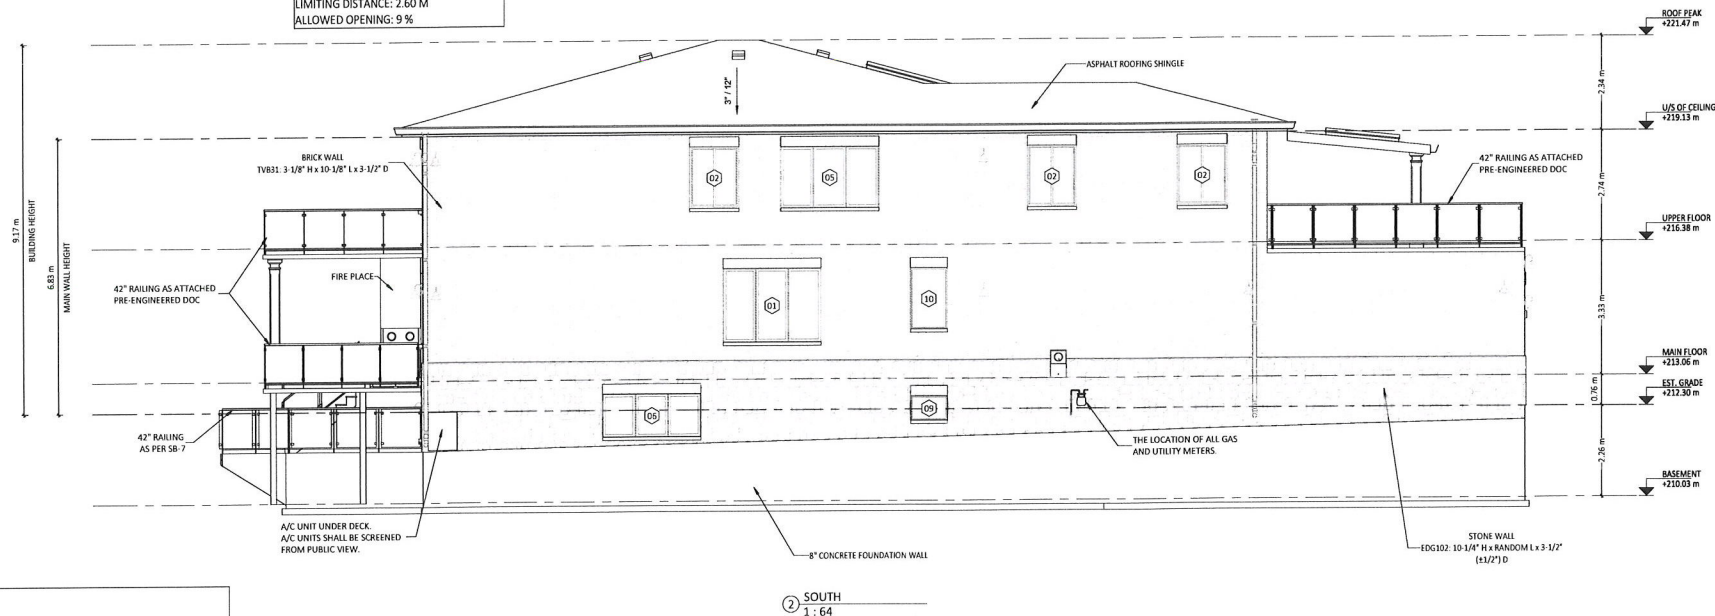 LIMITING DISTANCE: 2.60 M
ALLOWED OPENING: 9 %
ROOF PEAK
+221.47 m
ASPHALT ROOFING SHINGLE
3" / 12"
2.34 m
U/S OF CEILING
+219.13 m
BRICK WALL
TVB31: 3-1/8" H x 10-1/8" L x 3-1/2" D
02
05
02
02
42" RAILING AS ATTACHED
PRE-ENGINEERED DOC
2.74 m
9.17 m
BUILDING HEIGHT
6.83 m
MAIN WALL HEIGHT
UPPER FLOOR
+216.38 m
FIRE PLACE
42" RAILING AS ATTACHED
PRE-ENGINEERED DOC
01
10
3.33 m
MAIN FLOOR
+213.06 m
EST. GRADE
+212.30 m
0.76 m
06
09
42" RAILING
AS PER SB-7
THE LOCATION OF ALL GAS
AND UTILITY METERS.
2.26 m
BASEMENT
+210.03 m
A/C UNIT UNDER DECK.
A/C UNITS SHALL BE SCREENED
FROM PUBLIC VIEW.
8" CONCRETE FOUNDATION WALL
STONE WALL
EDG102: 10-1/4" H x RANDOM L x 3-1/2"
(±1/2") D
2 SOUTH
1 : 64